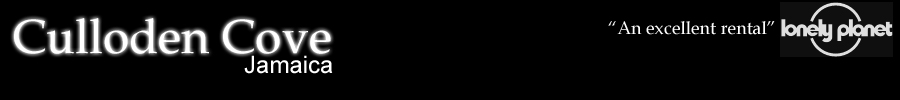 Culloden Cove
Jamaica
“An excellent rental”
lonely planet